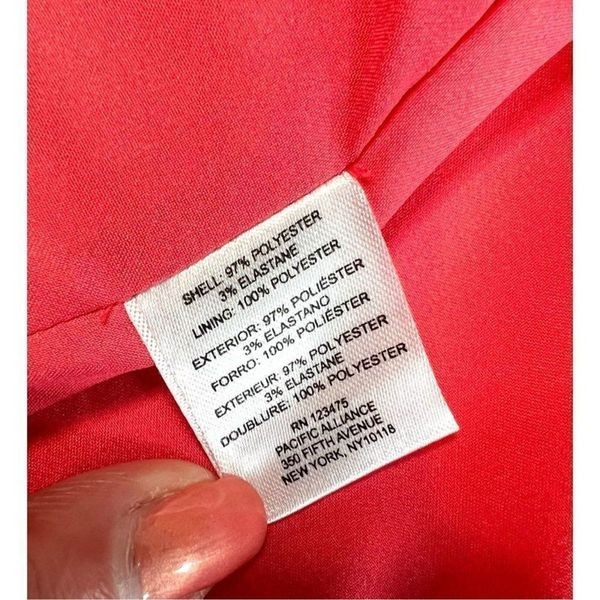 SHELL: 97% POLYESTER
3% ELASTANE
LINING: 100% POLYESTER
EXTERIOR: 97% POLIÉSTER
3% ELASTANO
FORRO: 100% POLIÉSTER
EXTERIEUR: 97% POLYESTER
3% ELASTANE
DOUBLURE: 100% POLYESTER
RN 123475
PACIFIC ALLIANCE
350 FIFTH AVENUE
NEW YORK, NY10118